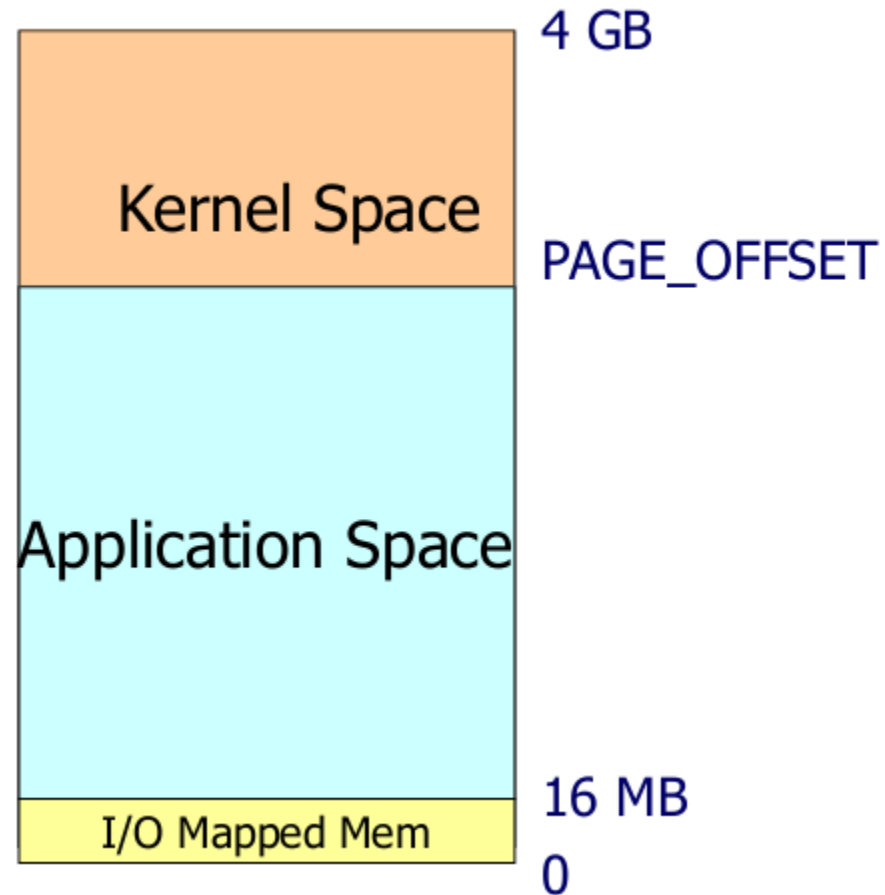 4 GB
Kernel Space
PAGE_OFFSET
Application Space
16 MB
I/O Mapped Mem
0